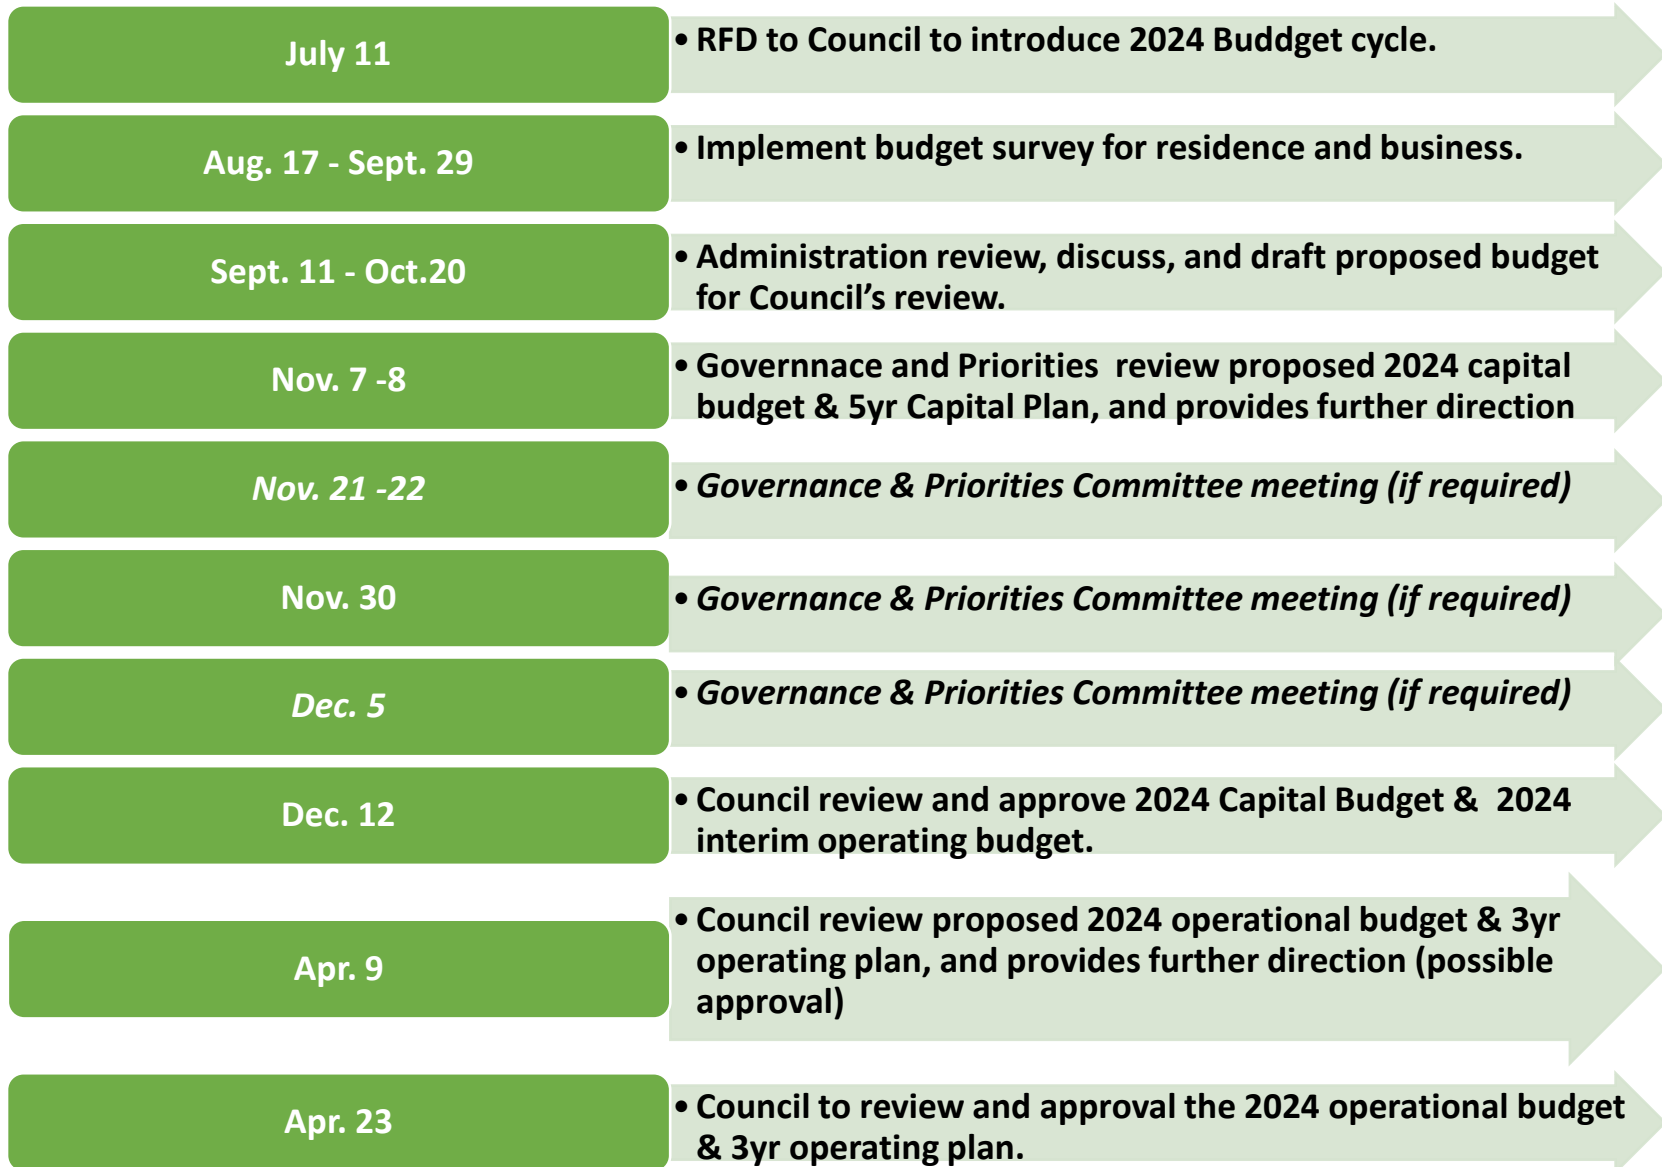 July 11
• RFD to Council to introduce 2024 Buddget cycle.
Aug. 17 - Sept. 29
• Implement budget survey for residence and business.
Sept. 11 - Oct.20
• Administration review, discuss, and draft proposed budget
for Council’s review.
Nov. 7 -8
• Governnace and Priorities  review proposed 2024 capital
budget & 5yr Capital Plan, and provides further direction
Nov. 21 -22
• Governance & Priorities Committee meeting (if required)
Nov. 30
• Governance & Priorities Committee meeting (if required)
Dec. 5
• Governance & Priorities Committee meeting (if required)
Dec. 12
• Council review and approve 2024 Capital Budget &  2024
interim operating budget.
Apr. 9
• Council review proposed 2024 operational budget & 3yr
operating plan, and provides further direction (possible
approval)
Apr. 23
• Council to review and approval the 2024 operational budget
& 3yr operating plan.